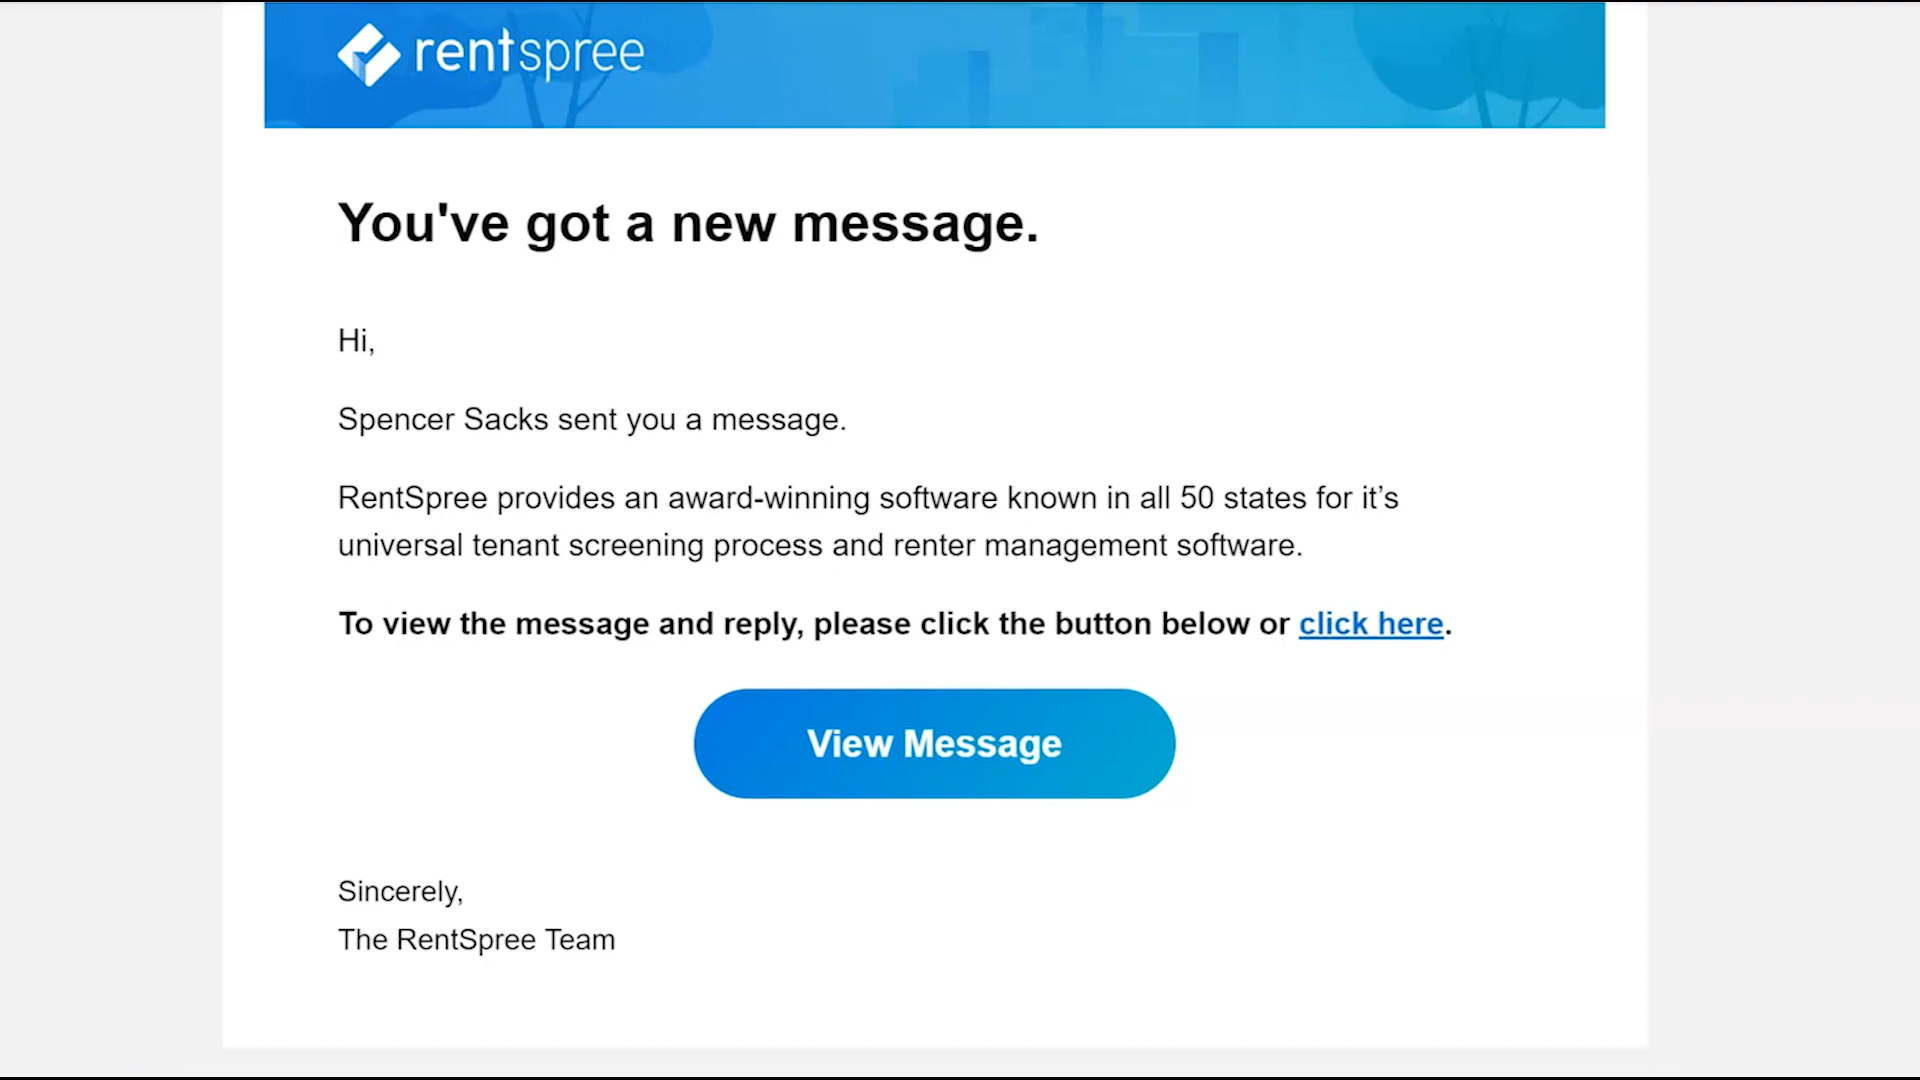 rentspree
You've got a new message.
Hi,
Spencer Sacks sent you a message.
RentSpree provides an award-winning software known in all 50 states for it’s
universal tenant screening process and renter management software.
To view the message and reply, please click the button below or click here.
View Message
Sincerely,
The RentSpree Team